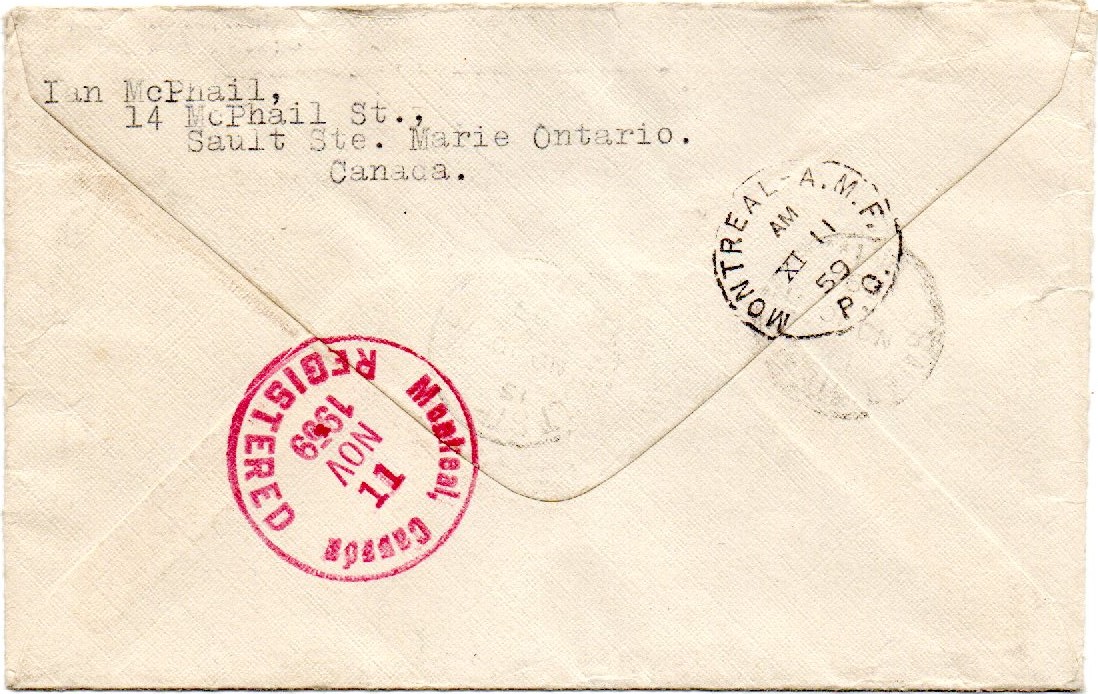 Ian McPhail,
14 McPhail St.,
Sault Ste. Marie Ontario.
Canada.
MONTREAL-A.M.F. P.Q.
AM
XI 11
59
REGISTERED
Montreal, Canada
NOV
11
1959